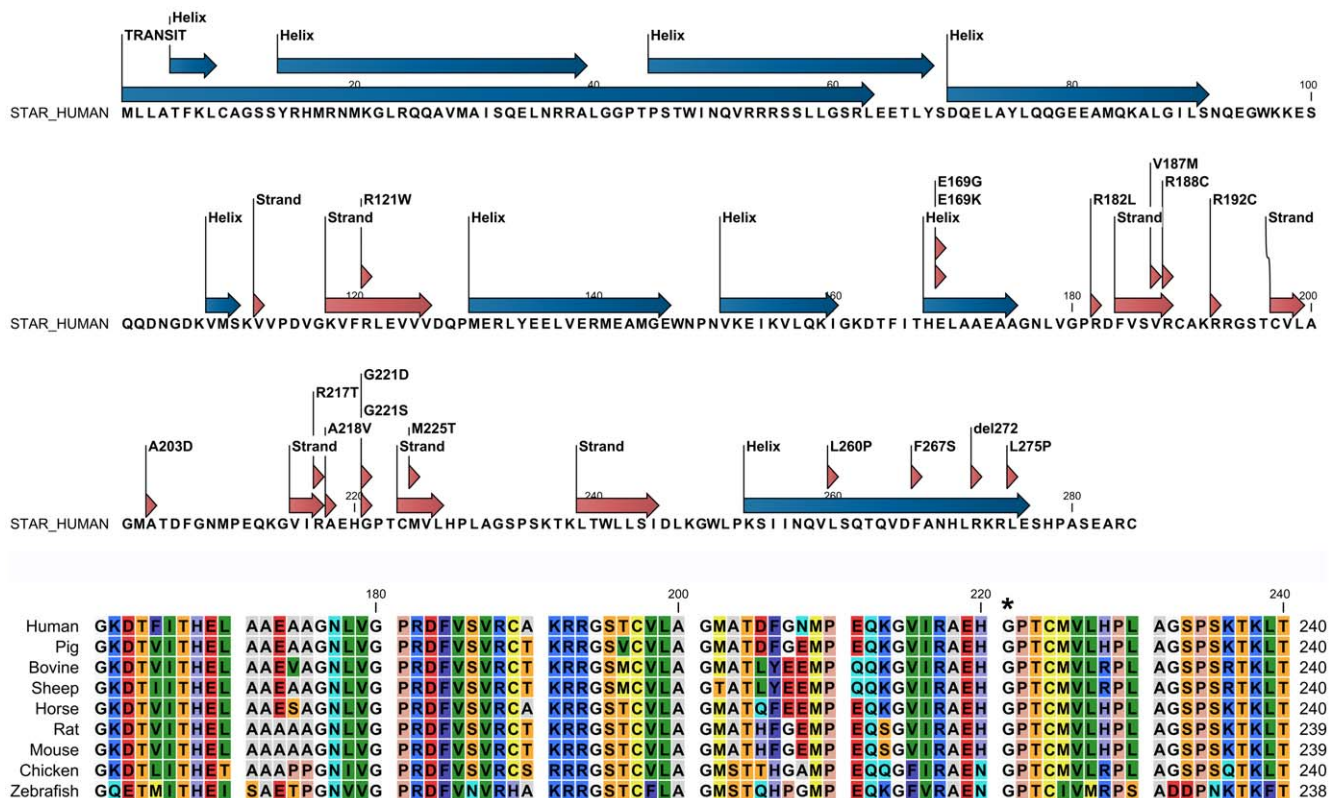 Helix
TRANSIT Helix Helix Helix
20 40 60 80 100
STAR_HUMAN MLLATFKLCAGSSYRHMRNMKGLRQQAVMAISQELNRRALGGPTPSTWINQVRRRSSLLGSRLEETLYSDQELAYLQQGEEAMQKALGILSNQEGWKKES
V187M
E169G R188C
Strand R121W E169K R182L R192C
Helix Strand Helix Helix Helix Strand Strand
120 140 160 180 200
STAR_HUMAN QQDNGDKVMSKVVPDVGKVFRLEVVVDQPMERLYEELVERMEAMGEWNPNVKEIKVLQKIGKDTFITHELAAEAAGNLVGPRDFVSVRCAKRRGSTCVLA
G221D
R217T
G221S
A218V M225T del272
A203D Strand Strand Strand Helix L260P F267S L275P
220 240 260 280
STAR_HUMAN GMATDFGNMPEQKGVIRAEHGPTCMVLHPLAGSPSKTKLTWLLSIDLKGWLPKSIINQVLSQTQVDFANHLRKRLESHPASEARC
180 200 220 * 240
Human GKDTFITHEL AAEAAGNLVG PRDFVSVRCA KRRGSTCVLA GMATDFGNMP EQKGVIRAEH GPTCMVLHPL AGSPSKTKLT 240
Pig GKDTFITHEL AAEAAGNLVG PRDFVSVRCT KRRGSVCVLA GMATDFGEMP EQKGVIRAEH GPTCMVLHPL AGSPSKTKLT 240
Bovine GKDTVITHEL AAEVAGNLVG PRDFVSVRCT KRRGSMCVLA GMATLYEEMP QQKGVIRAEH GPTCMVLRPL AGSPSKTKLT 240
Sheep GKDTIITHEL AAEAAGNLVG PRDFVSVRCT KRRGSMCVLA GTATLYEEMP QQKGVIRAEH GPTCMVLRPL AGSPSRTKLT 240
Horse GKDTVITHEL AAESAGNLVG PRDFVSVRCA KRRGSTCVLA GMATQFEEMP EQKGVIRAEH GPTCMVLHPL AGSPSKTKLT 240
Rat GKDTVITHEL AAAAAGNLVG PRDFVSVRCT KRRGSTCVLA GMATHFGEMP EQSGVIRAEH GPTCMVLHPL AGSPSKTKLT 239
Mouse GKDTVITHEL AAAAAGNLVG PRDFVSVRCT KRRGSTCVLA GMATHFGEMP EQSGVIRAEH GPTCMVLHPL AGSPSKTKLT 239
Chicken GKDTLITHET AAAPPGNIVG PRDFVSVRCS KRRGSTCVLA GMSTTHGAMP EQQGFIRAEN GPTCMVLRPL AGSPSQTKLT 240
Zebrafish GQETMITHEI SAETPGNVVG PRDFVNVRHA KRRGSTCFLA GMSTQHPGMP EQKGFVRAEN GPTCIVMRPS ADDPNKTKFT 238